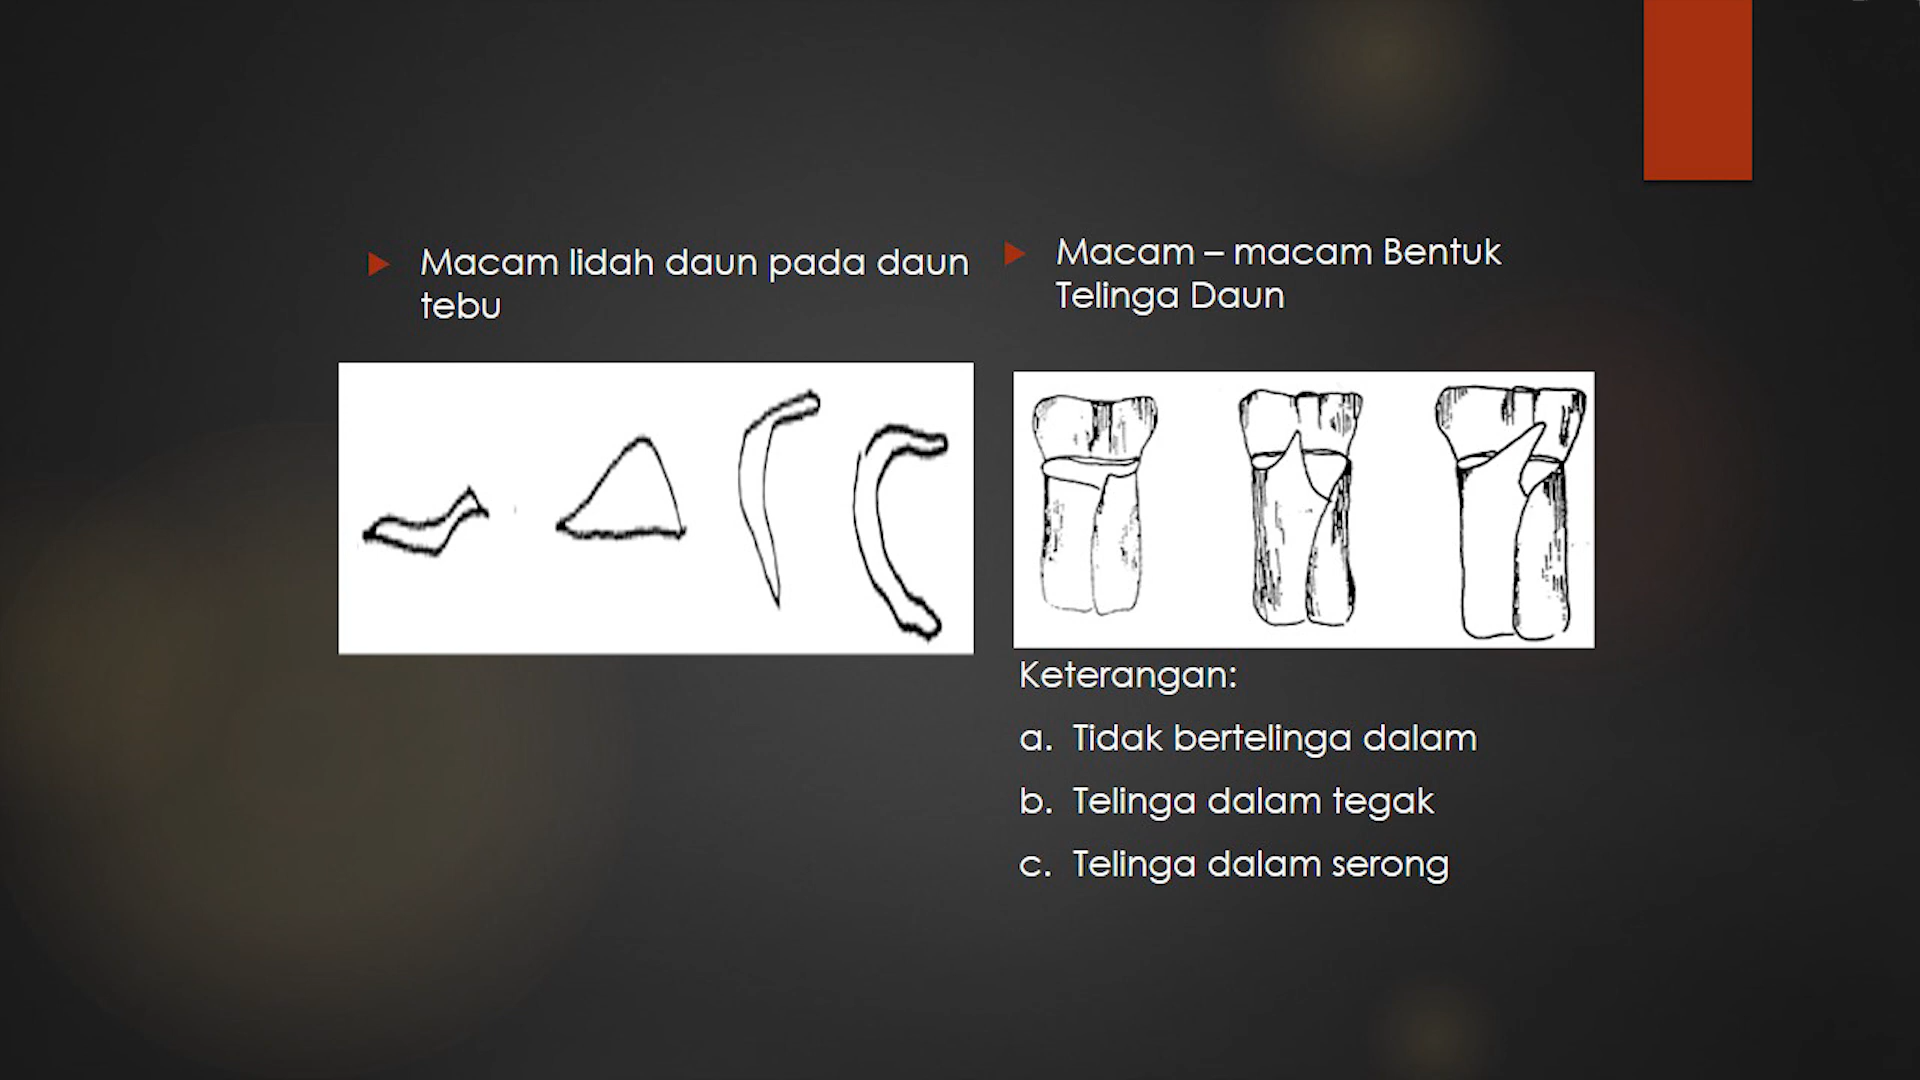 Macam lidah daun pada daun
tebu
Macam – macam Bentuk
Telinga Daun
Keterangan:
a. Tidak bertelinga dalam
b. Telinga dalam tegak
c. Telinga dalam serong